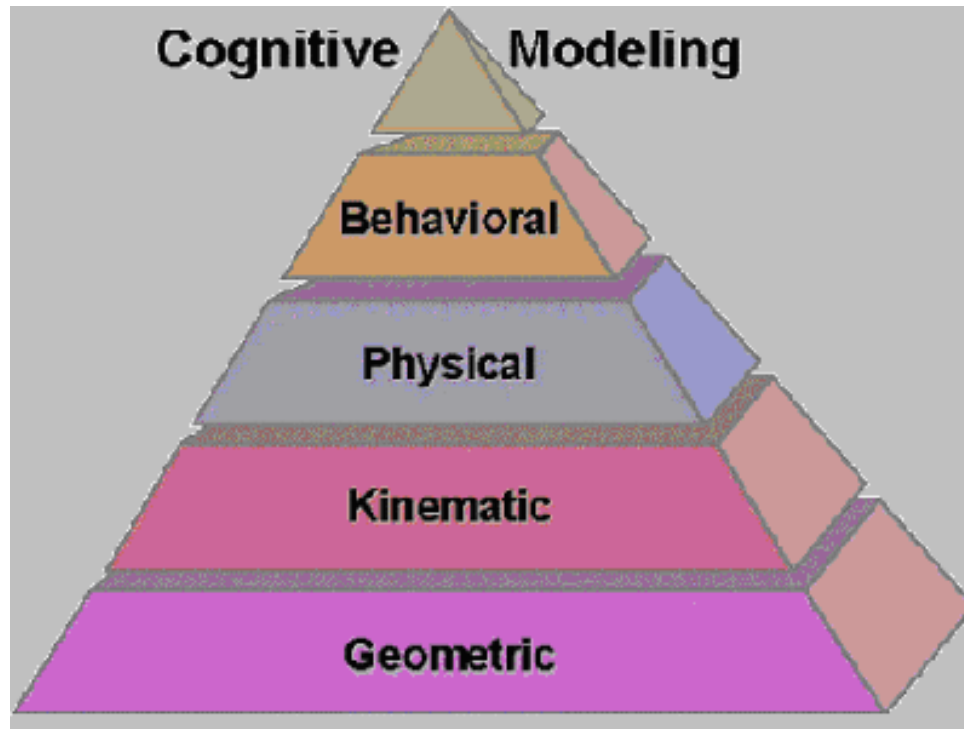 Cognitive Modeling
Behavioral
Physical
Kinematic
Geometric